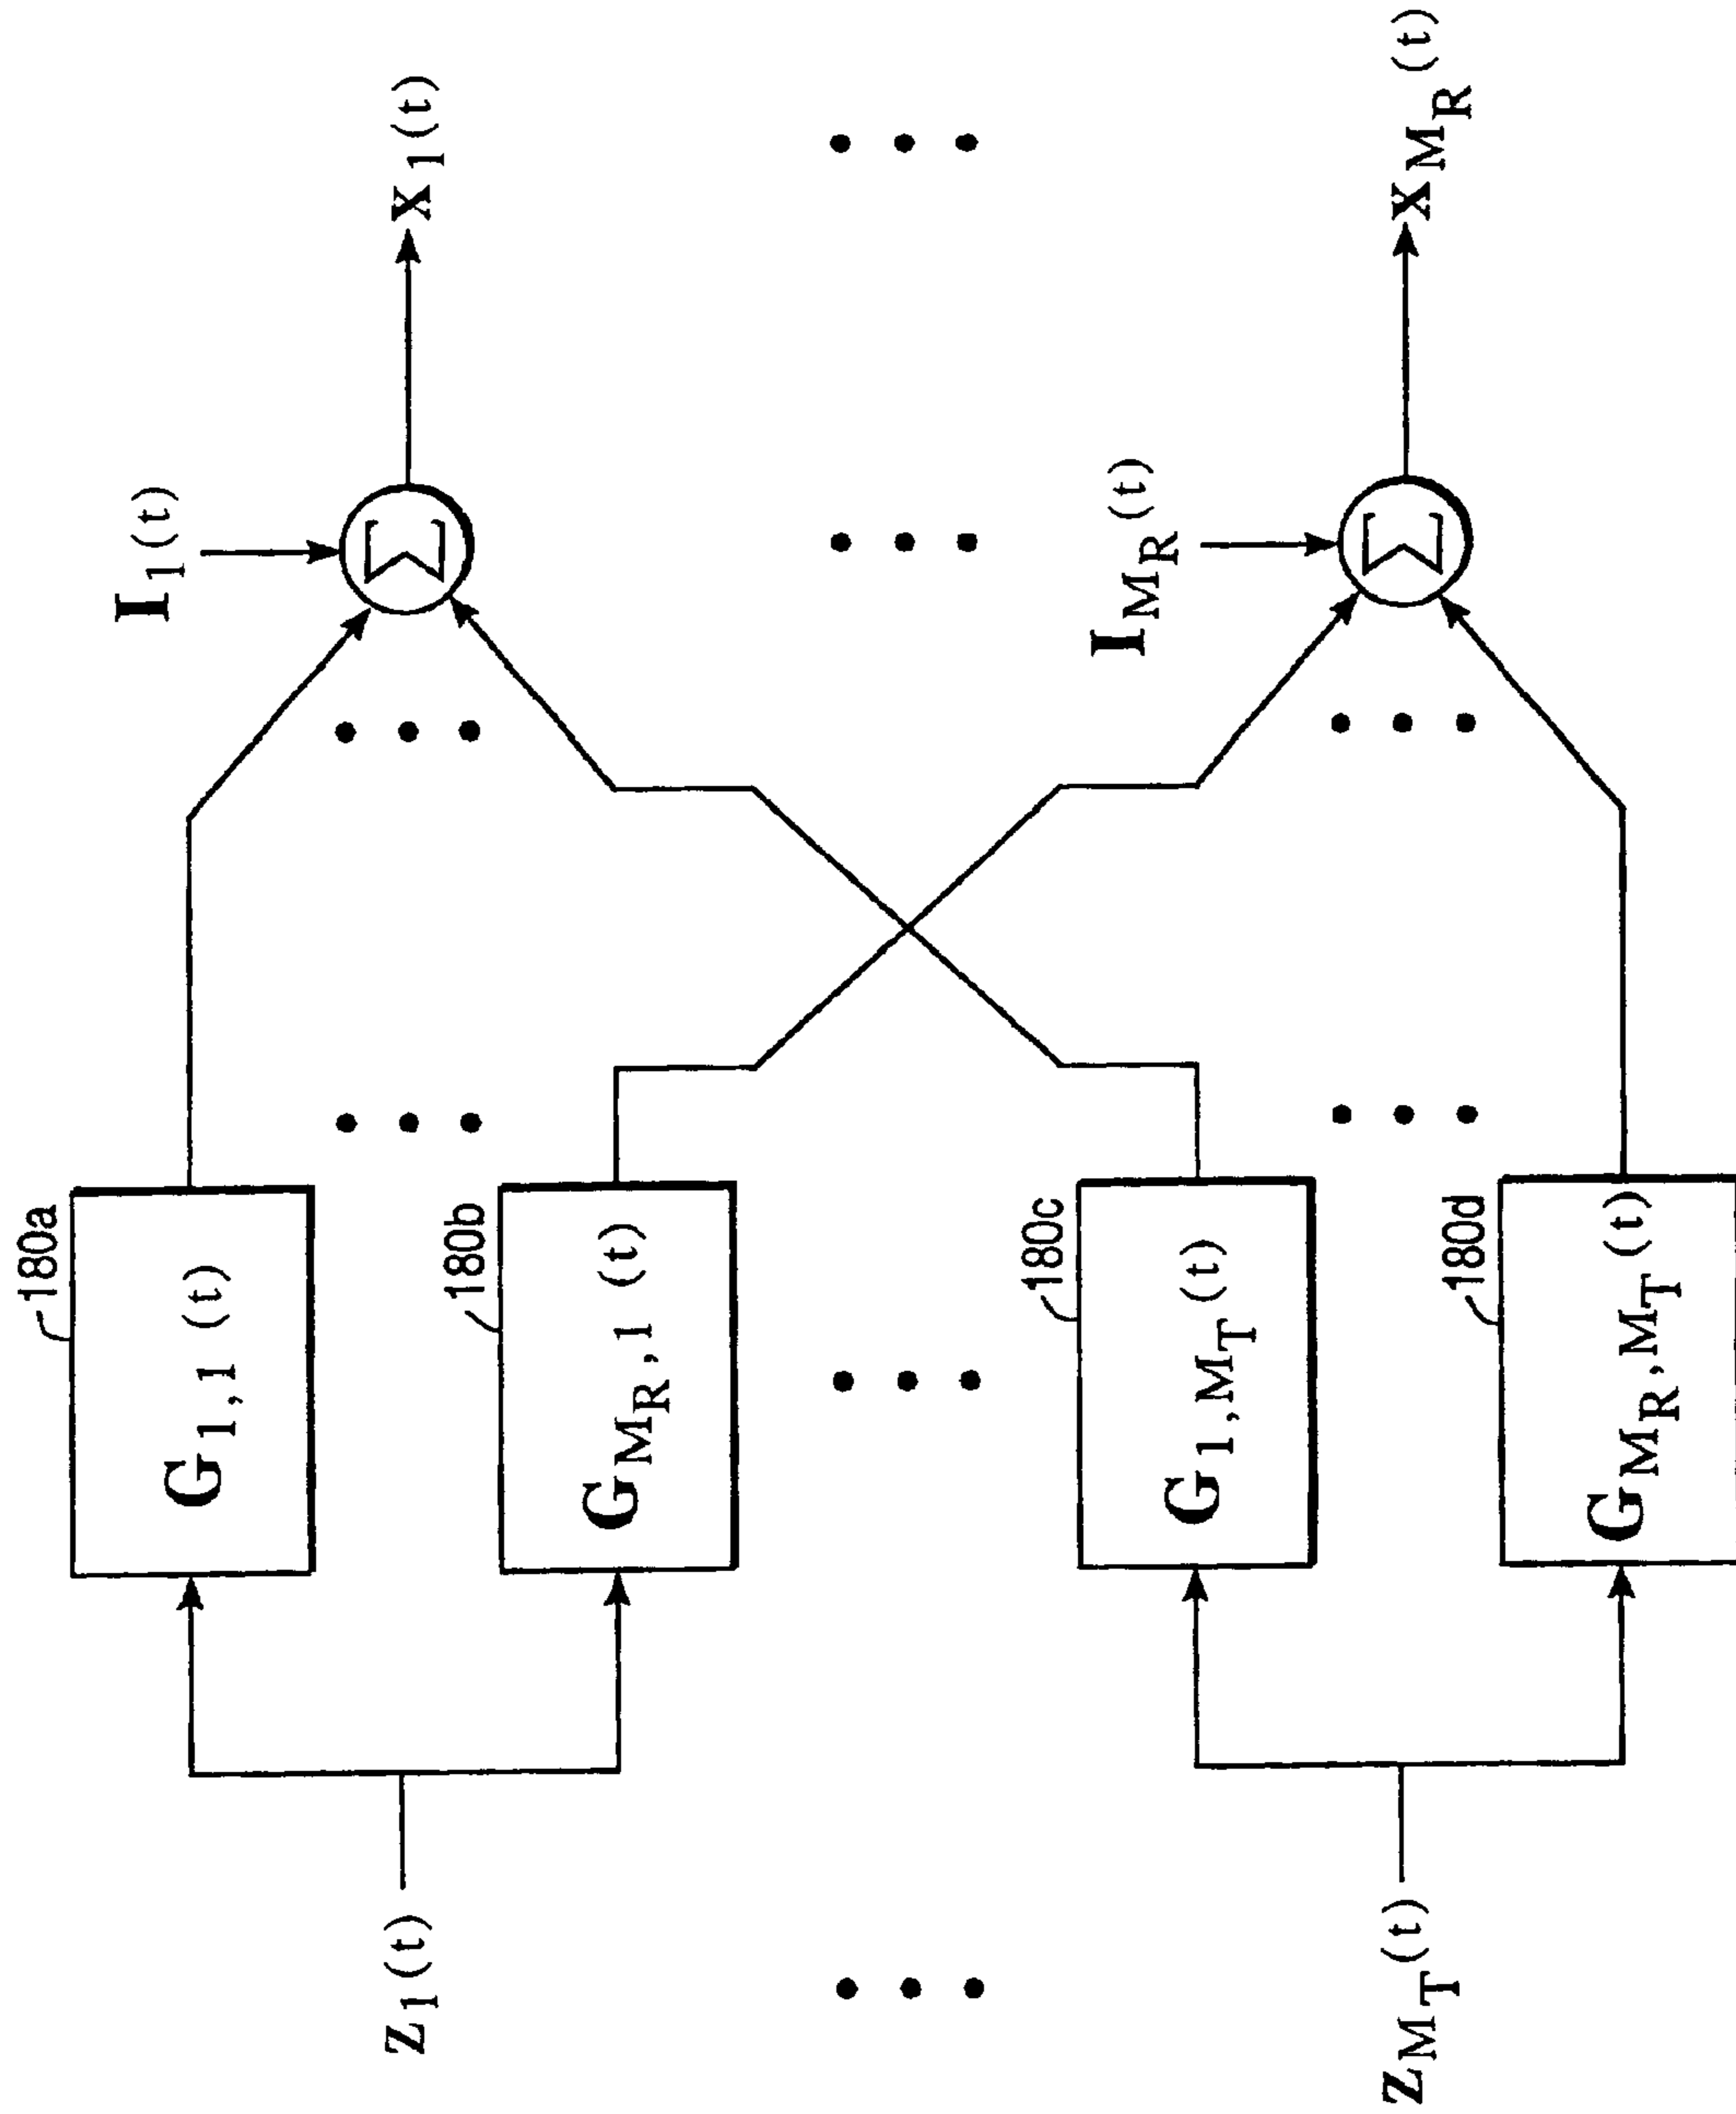 180a
G1,1(t)
180b
GMR,1(t)
180c
G1,MT(t)
180d
GMR,MT(t)
Z1(t)
ZMT(t)
I1(t)
IMR(t)
Σ
Σ
X1(t)
XMR(t)